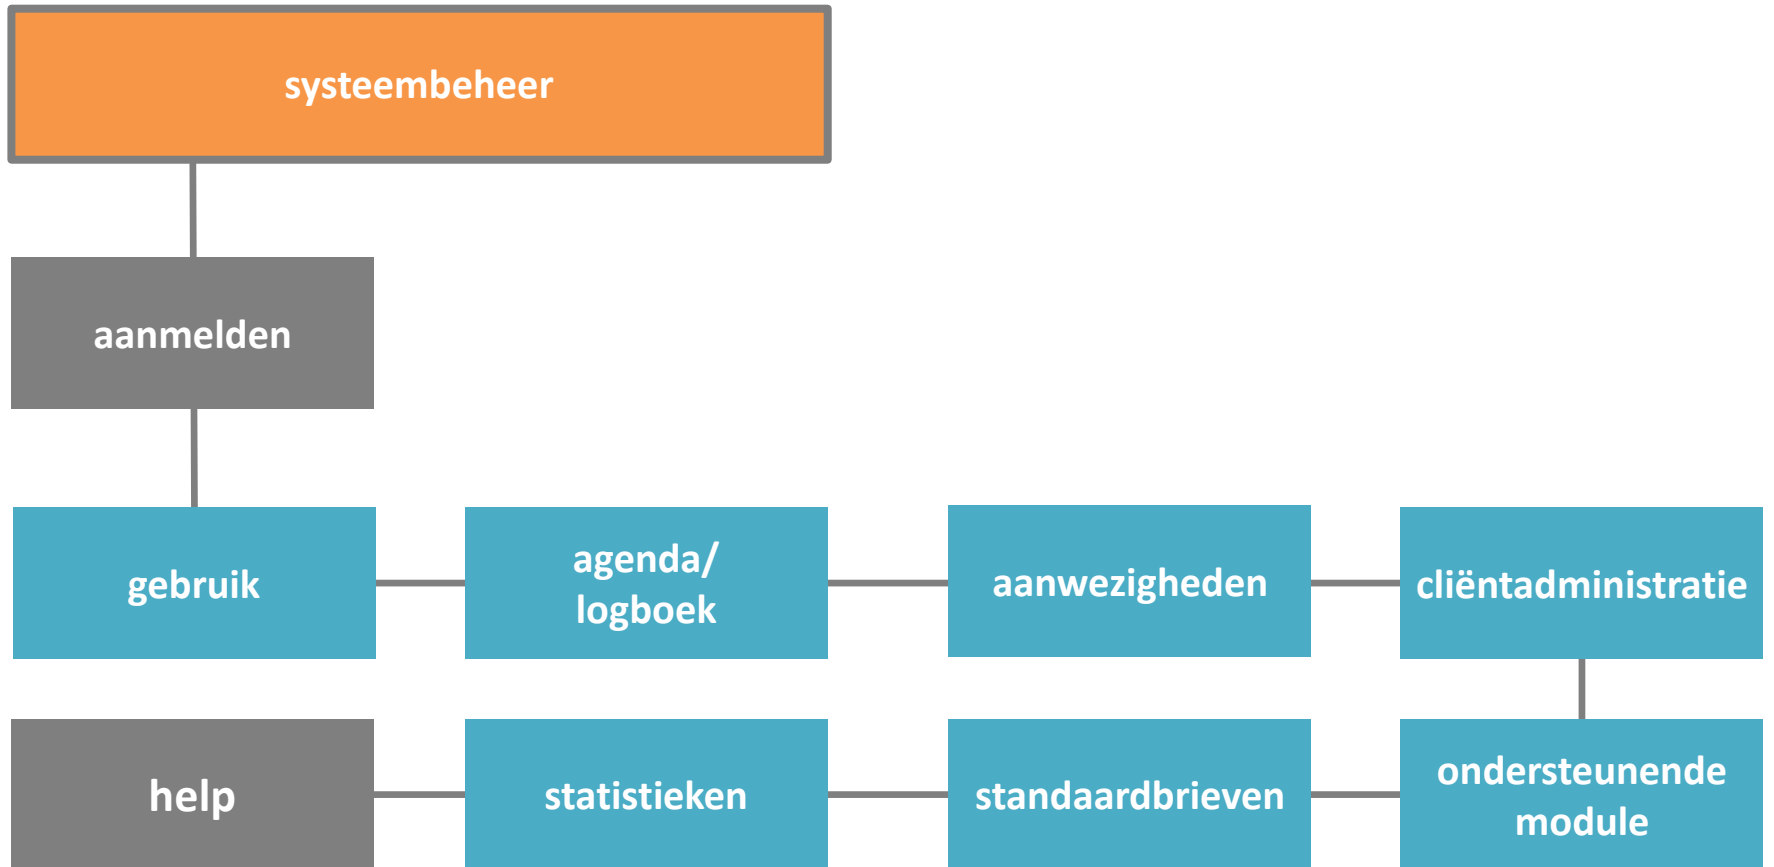 systeembeheer
aanmelden
gebruik
agenda/
logboek
aanwezigheden
cliëntadministratie
help
statistieken
standaardbrieven
ondersteunende
module